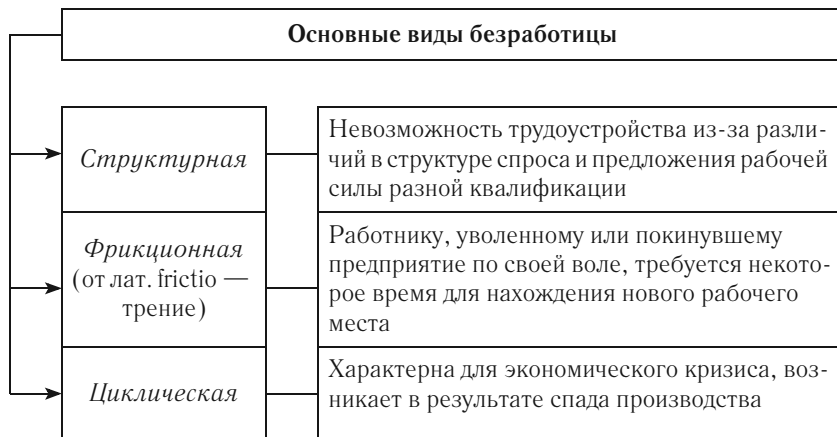 Основные виды безработицы
Структурная
Невозможность трудоустройства из-за разли-
чий в структуре спроса и предложения рабочей
силы разной квалификации
Фрикционная
(от лат. frictio —
трение)
Работнику, уволенному или покинувшему
предприятие по своей воле, требуется некото-
рое время для нахождения нового рабочего
места
Циклическая
Характерна для экономического кризиса, воз-
никает в результате спада производства